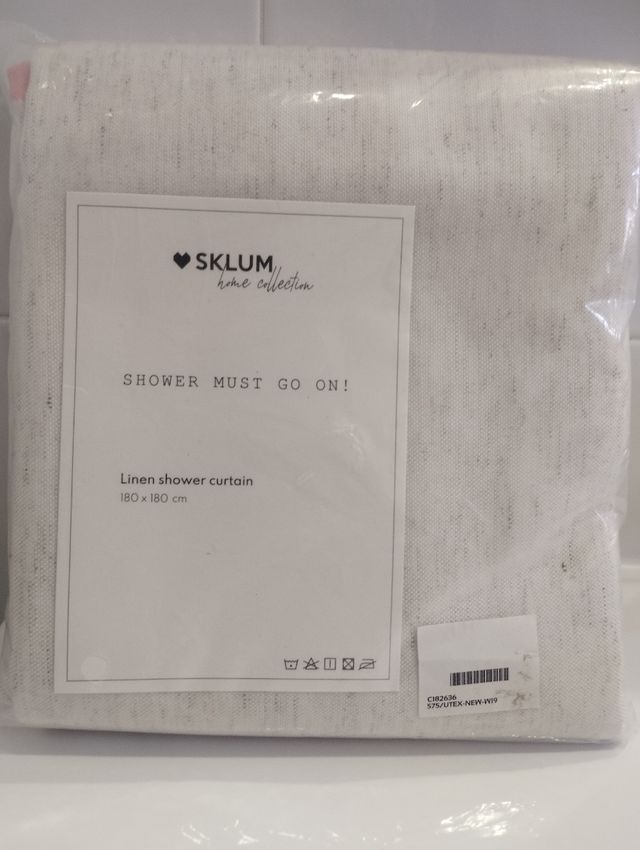 SKLUM
home collection
SHOWER MUST GO ON!
Linen shower curtain
180 x 180 cm
C182636
575/UTEX-NEW-W19